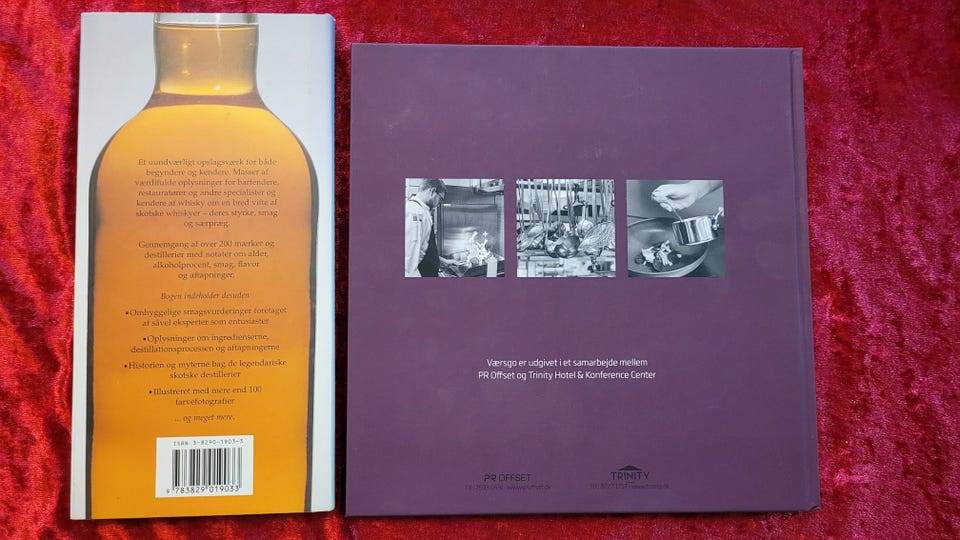 Et uundværligt opslagsværk for både
begyndere og kendere. Masser af
værdifulde oplysninger for bartendere,
restauratører og andre specialister og
kendere af whisky om en bred vifte af
skotske whiskyer – deres styrke, smag
og særpræg.
Gennemgang af over 200 mærker og
destillerier med notater om alder,
alkoholprocent, smag, flavor
og aftapninger.
Bogen indeholder desuden:
•Omhyggelige smagsvurderinger foretaget
af såvel eksperter som entusiaster
•Oplysninger om ingredienserne,
destillationsprocessen og aftapningerne
•Historien og myterne bag de legendariske
skotske destillerier
•Illustreret med mere end 100
farvefotografier
... og meget mere.
ISBN 3-8290-1903-3
9 783829 019033
Værsgo er udgivet i et samarbejde mellem
PR Offset og Trinity Hotel & Konference Center
PR OFFSET
TRINITY